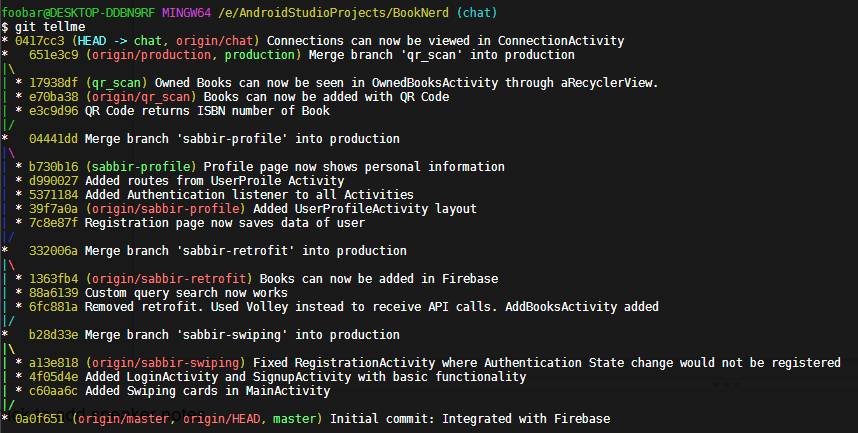 foobar@DESKTOP-DDBN9RF MINGW64 /e/AndroidStudioProjects/BookNerd (chat)
$ git tellme
* 0417cc3 (HEAD -> chat, origin/chat) Connections can now be viewed in ConnectionActivity
*   651e3c9 (origin/production, production) Merge branch 'qr_scan' into production
|\
| * 17938df (qr_scan) Owned Books can now be seen in OwnedBooksActivity through aRecyclerView.
| * e70ba38 (origin/qr_scan) Books can now be added with QR Code
| * e3c9d96 QR Code returns ISBN number of Book
|/
*   04441dd Merge branch 'sabbir-profile' into production
|\
| * b730b16 (sabbir-profile) Profile page now shows personal information
| * d990027 Added routes from UserProile Activity
| * 5371184 Added Authentication listener to all Activities
| * 39f7a0a (origin/sabbir-profile) Added UserProfileActivity layout
| * 7c8e87f Registration page now saves data of user
|/
*   332006a Merge branch 'sabbir-retrofit' into production
|\
| * 1363fb4 (origin/sabbir-retrofit) Books can now be added in Firebase
| * 88a6139 Custom query search now works
| * 6fc881a Removed retrofit. Used Volley instead to receive API calls. AddBooksActivity added
|/
*   b28d33e Merge branch 'sabbir-swiping' into production
|\
| * a13e818 (origin/sabbir-swiping) Fixed RegistrationActivity where Authentication State change would not be registered
| * 4f05d4e Added LoginActivity and SignupActivity with basic functionality
| * c60aa6c Added Swiping cards in MainActivity
|/
* 0a0f651 (origin/master, origin/HEAD, master) Initial commit: Integrated with Firebase